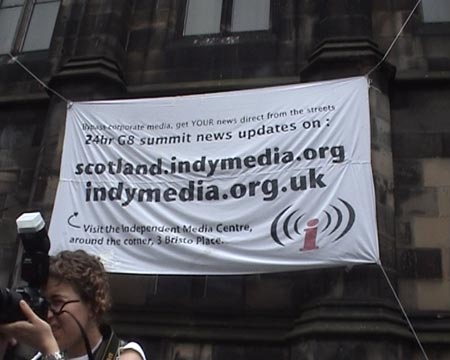 Bypass corporate media, get YOUR news direct from the streets
24hr G8 summit news updates on :
scotland.indymedia.org
indymedia.org.uk
Visit the Independent Media Centre,
around the corner, 3 Bristo Place.
i